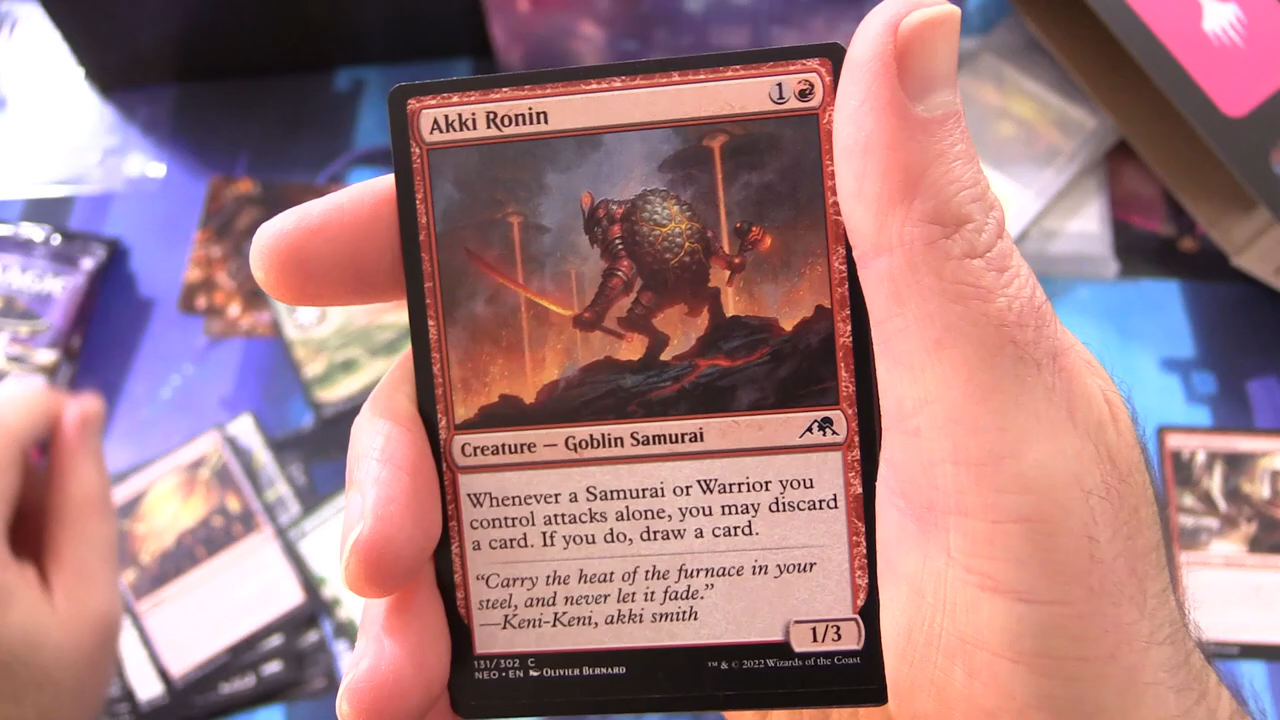 Akki Ronin
1
Creature — Goblin Samurai
Whenever a Samurai or Warrior you
control attacks alone, you may discard
a card. If you do, draw a card.
“Carry the heat of the furnace in your
steel, and never let it fade.”
—Keni-Keni, akki smith
1/3
131/302 C
NEO • EN OLIVIER BERNARD
™ & © 2022 Wizards of the Coast